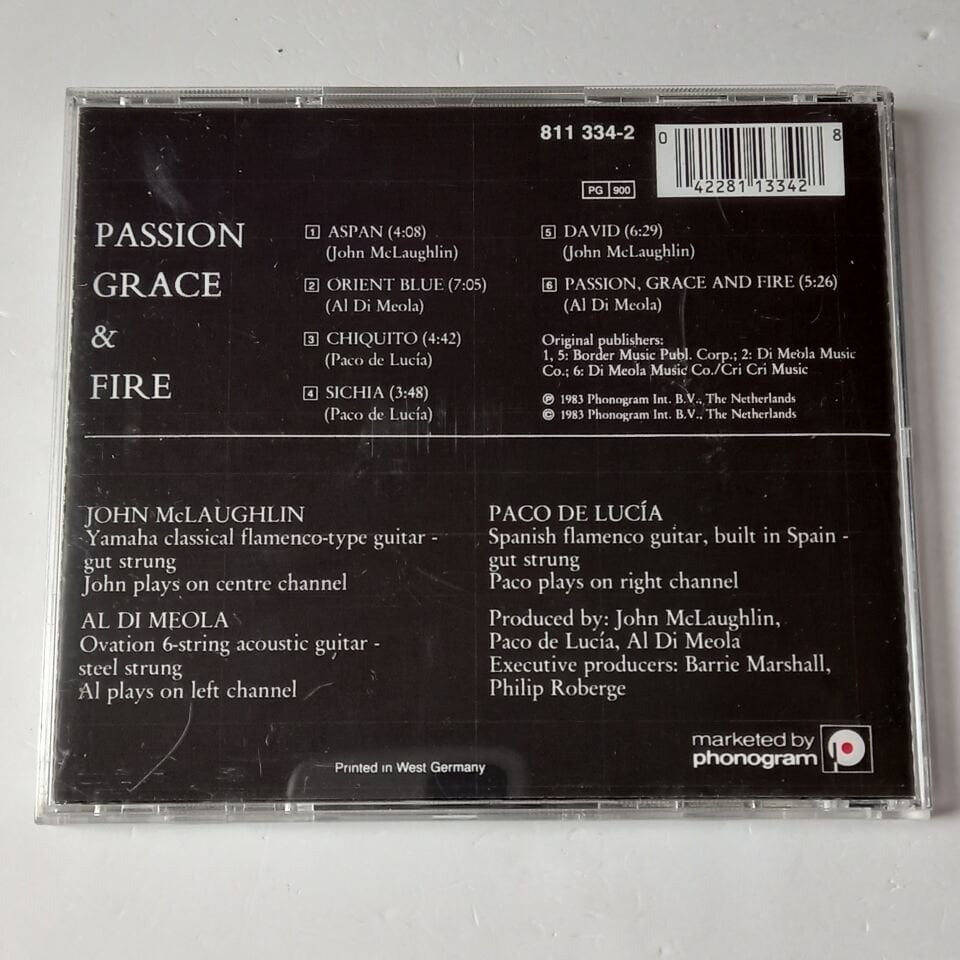 811 334-2
0 42281 13342 8
PG 900
PASSION
GRACE
&
FIRE
1 ASPAN (4:08)
(John McLaughlin)
2 ORIENT BLUE (7:05)
(Al Di Meola)
3 CHIQUITO (4:42)
(Paco de Lucía)
4 SICHIA (3:48)
(Paco de Lucía)
5 DAVID (6:29)
(John McLaughlin)
6 PASSION, GRACE AND FIRE (5:26)
(Al Di Meola)
Original publishers:
1, 5: Border Music Publ. Corp.; 2: Di Meola Music
Co.; 6: Di Meola Music Co./Cri Cri Music
℗ 1983 Phonogram Int. B.V., The Netherlands
© 1983 Phonogram Int. B.V., The Netherlands
JOHN McLAUGHLIN
Yamaha classical flamenco-type guitar -
gut strung
John plays on centre channel
AL DI MEOLA
Ovation 6-string acoustic guitar -
steel strung
Al plays on left channel
PACO DE LUCÍA
Spanish flamenco guitar, built in Spain -
gut strung
Paco plays on right channel
Produced by: John McLaughlin,
Paco de Lucía, Al Di Meola
Executive producers: Barrie Marshall,
Philip Roberge
marketed by
phonogram
Printed in West Germany